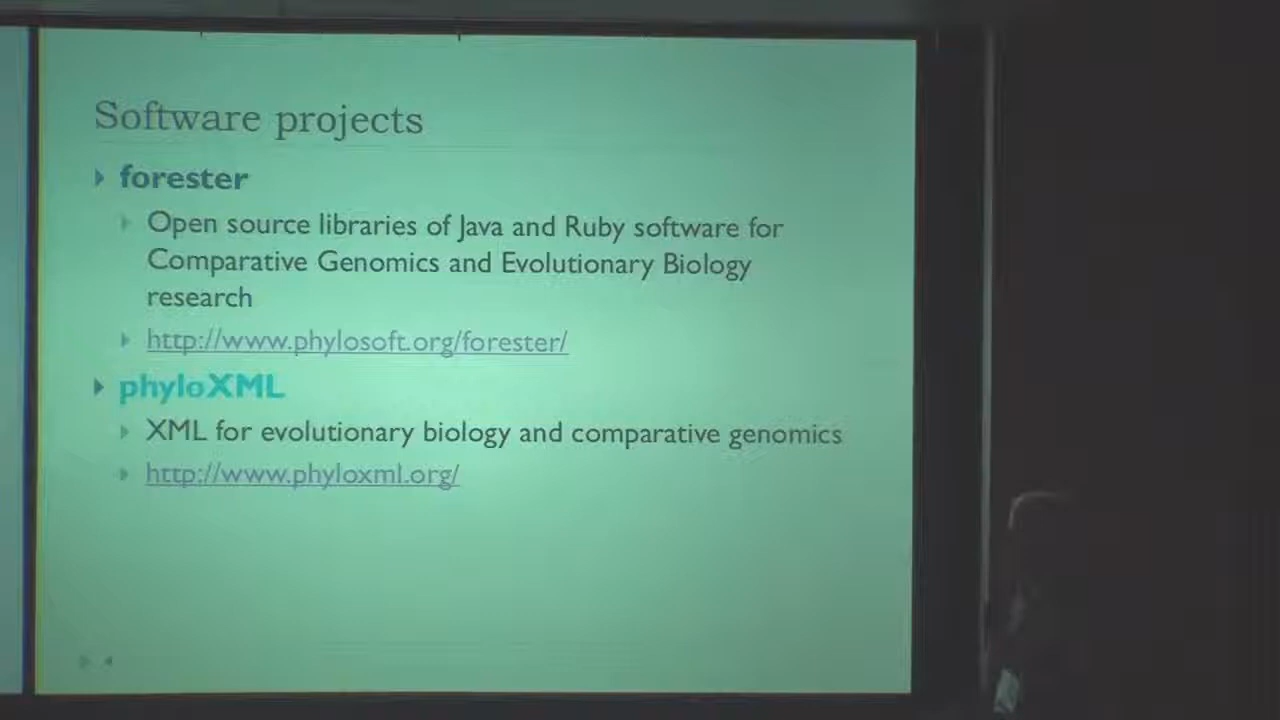 Software projects
forester
Open source libraries of Java and Ruby software for
Comparative Genomics and Evolutionary Biology
research
http://www.phylosoft.org/forester/
phyloXML
XML for evolutionary biology and comparative genomics
http://www.phyloxml.org/